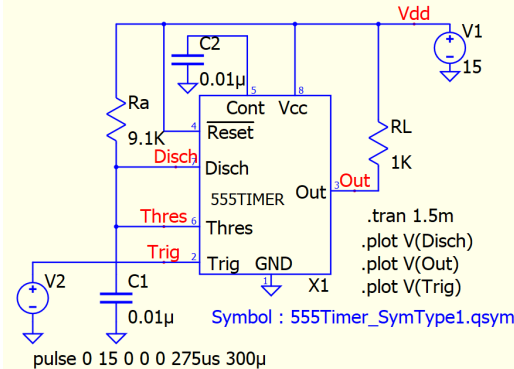 Vdd
V1
15
C2
0.01µ
5
8
Cont Vcc
Ra
9.1K
4
Reset
RL
1K
Disch
7
Disch
555TIMER
Out
3
Out
Thres
6
Thres
.tran 1.5m
.plot V(Disch)
.plot V(Out)
.plot V(Trig)
Trig
2
Trig GND
1
X1
V2
C1
0.01µ
Symbol : 555Timer_SymType1.qsym
pulse 0 15 0 0 0 275us 300µ